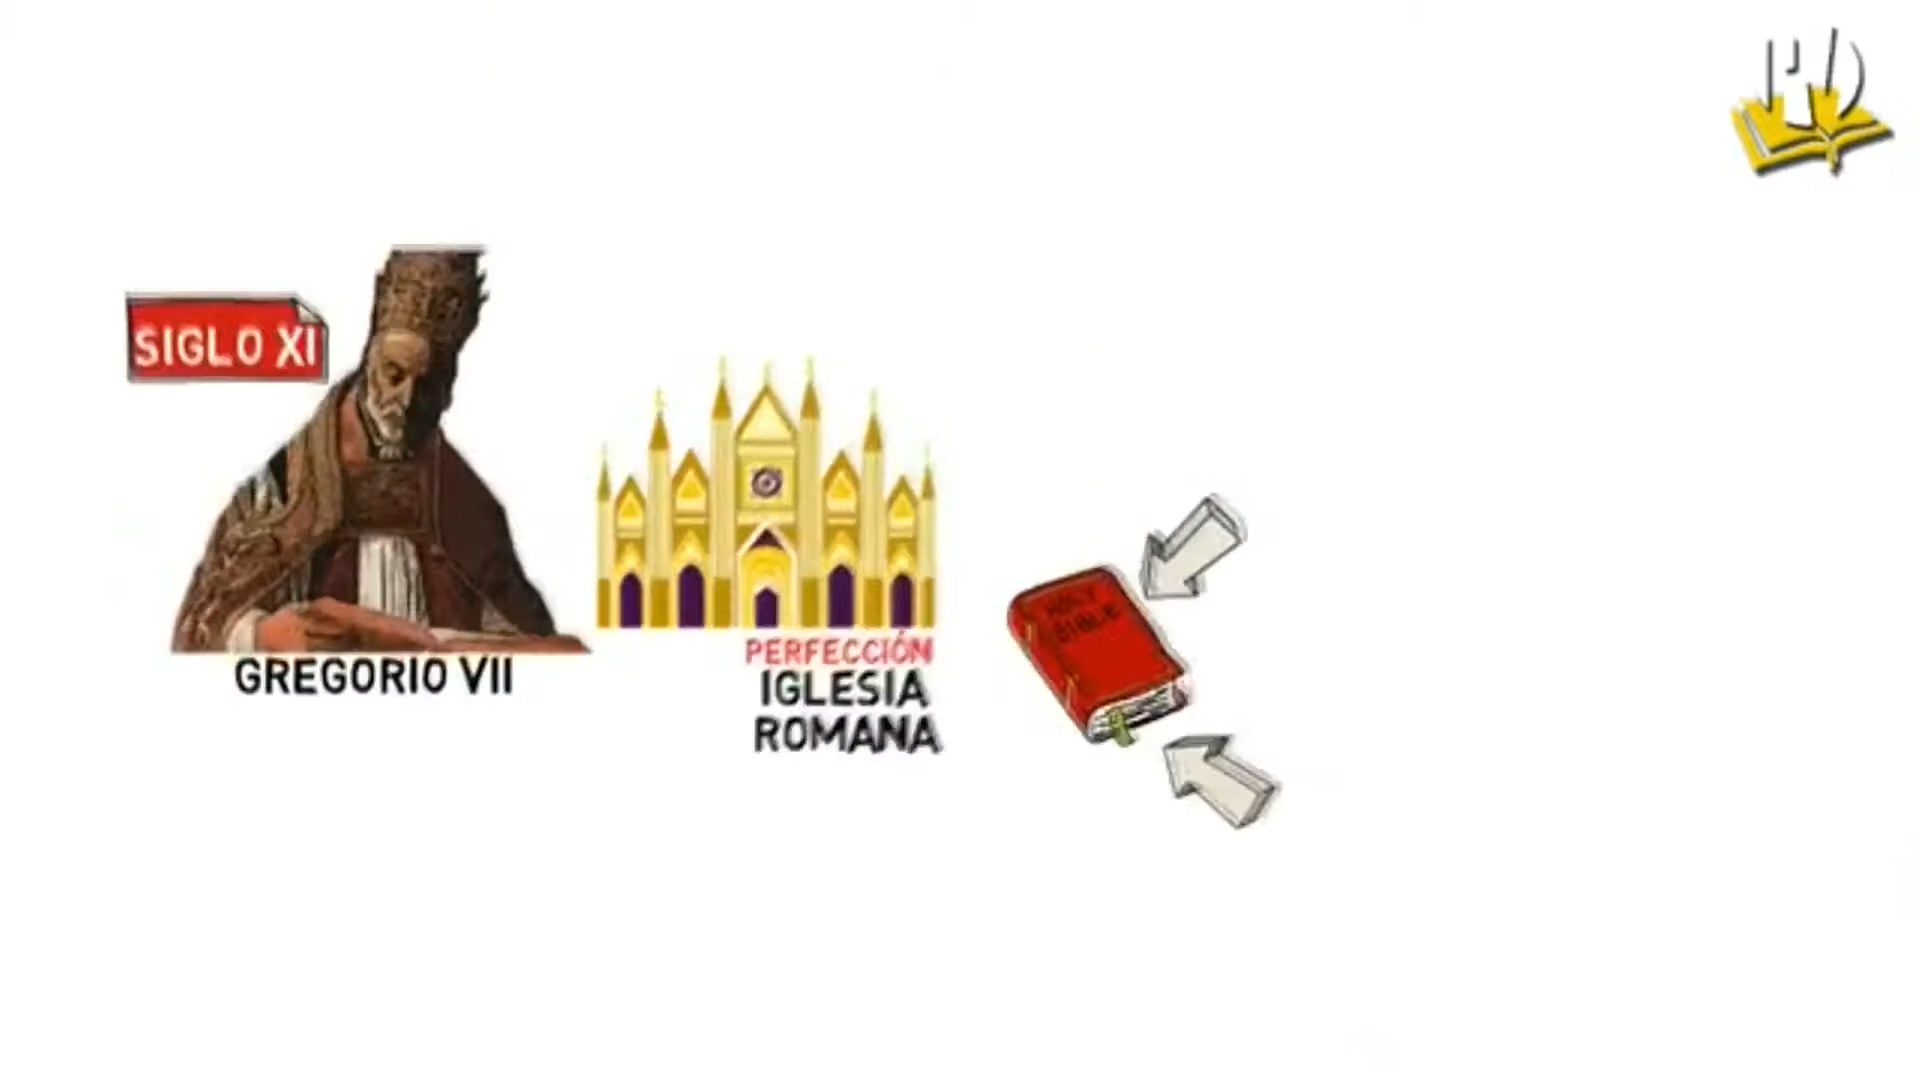 SIGLO XI
GREGORIO VII
PERFECCIÓN
IGLESIA
ROMANA
HOLY
BIBLE